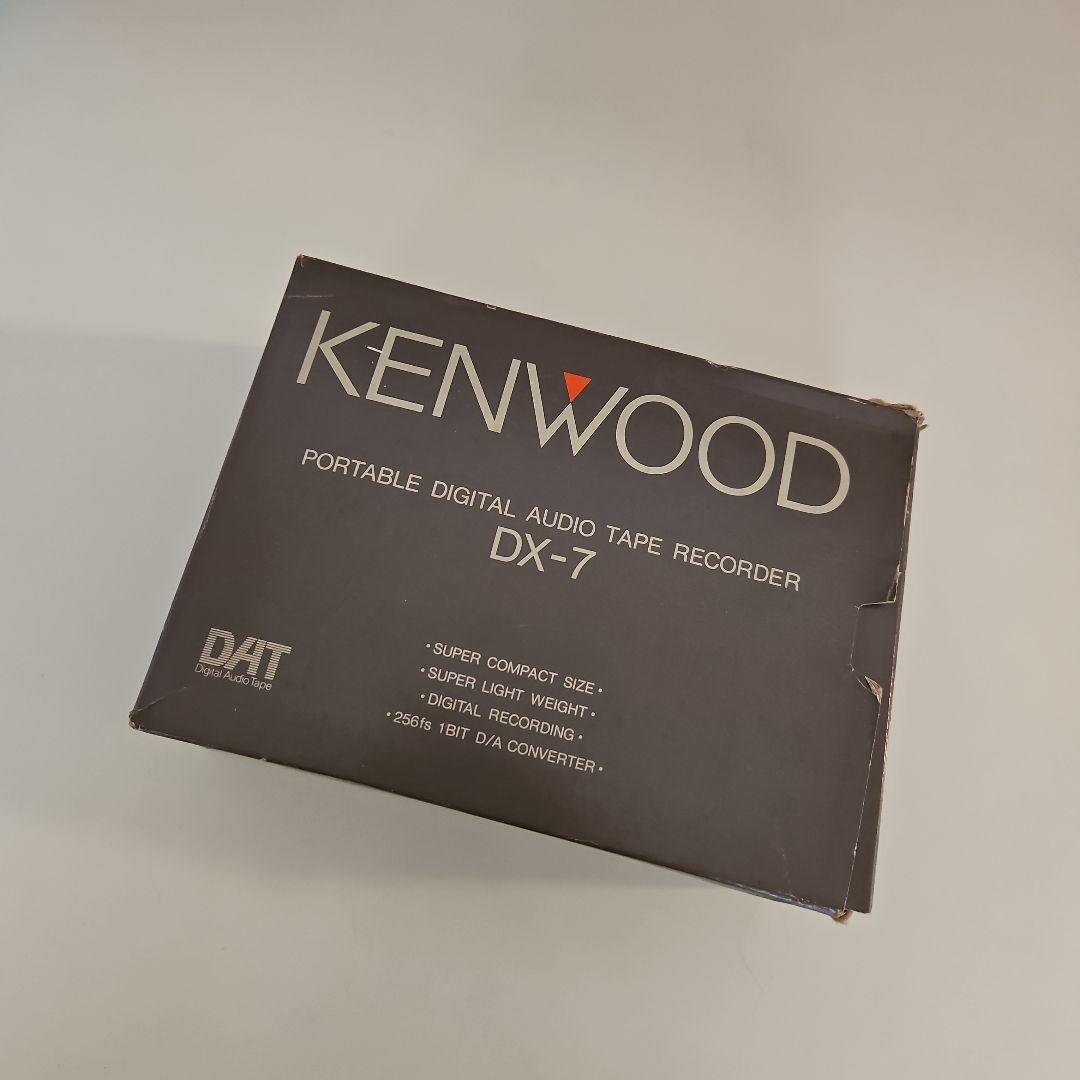 KENWOOD
PORTABLE DIGITAL AUDIO TAPE RECORDER
DX-7
DAT
Digital Audio Tape
·SUPER COMPACT SIZE·
·SUPER LIGHT WEIGHT·
·DIGITAL RECORDING·
·256fs 1BIT D/A CONVERTER·